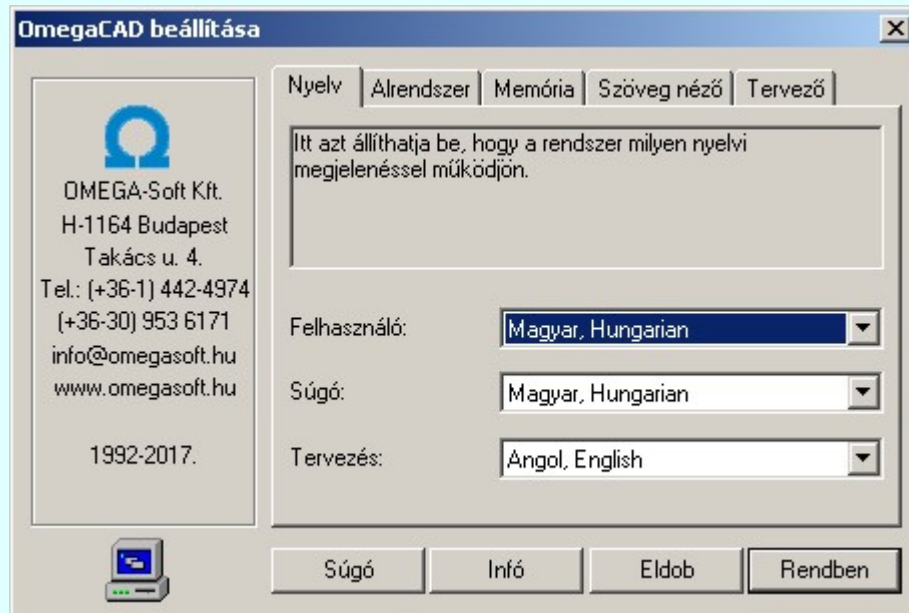 OmegaCAD beállítása
OMEGA-Soft Kft.
H-1164 Budapest
Takács u. 4.
Tel.: (+36-1) 442-4974
(+36-30) 953 6171
info@omegasoft.hu
www.omegasoft.hu
1992-2017.
Nyelv
Alrendszer
Memória
Szöveg néző
Tervező
Itt azt állíthatja be, hogy a rendszer milyen nyelvi
megjelenéssel működjön.
Felhasználó:
Magyar, Hungarian
Súgó:
Magyar, Hungarian
Tervezés:
Angol, English
Súgó
Infó
Eldob
Rendben